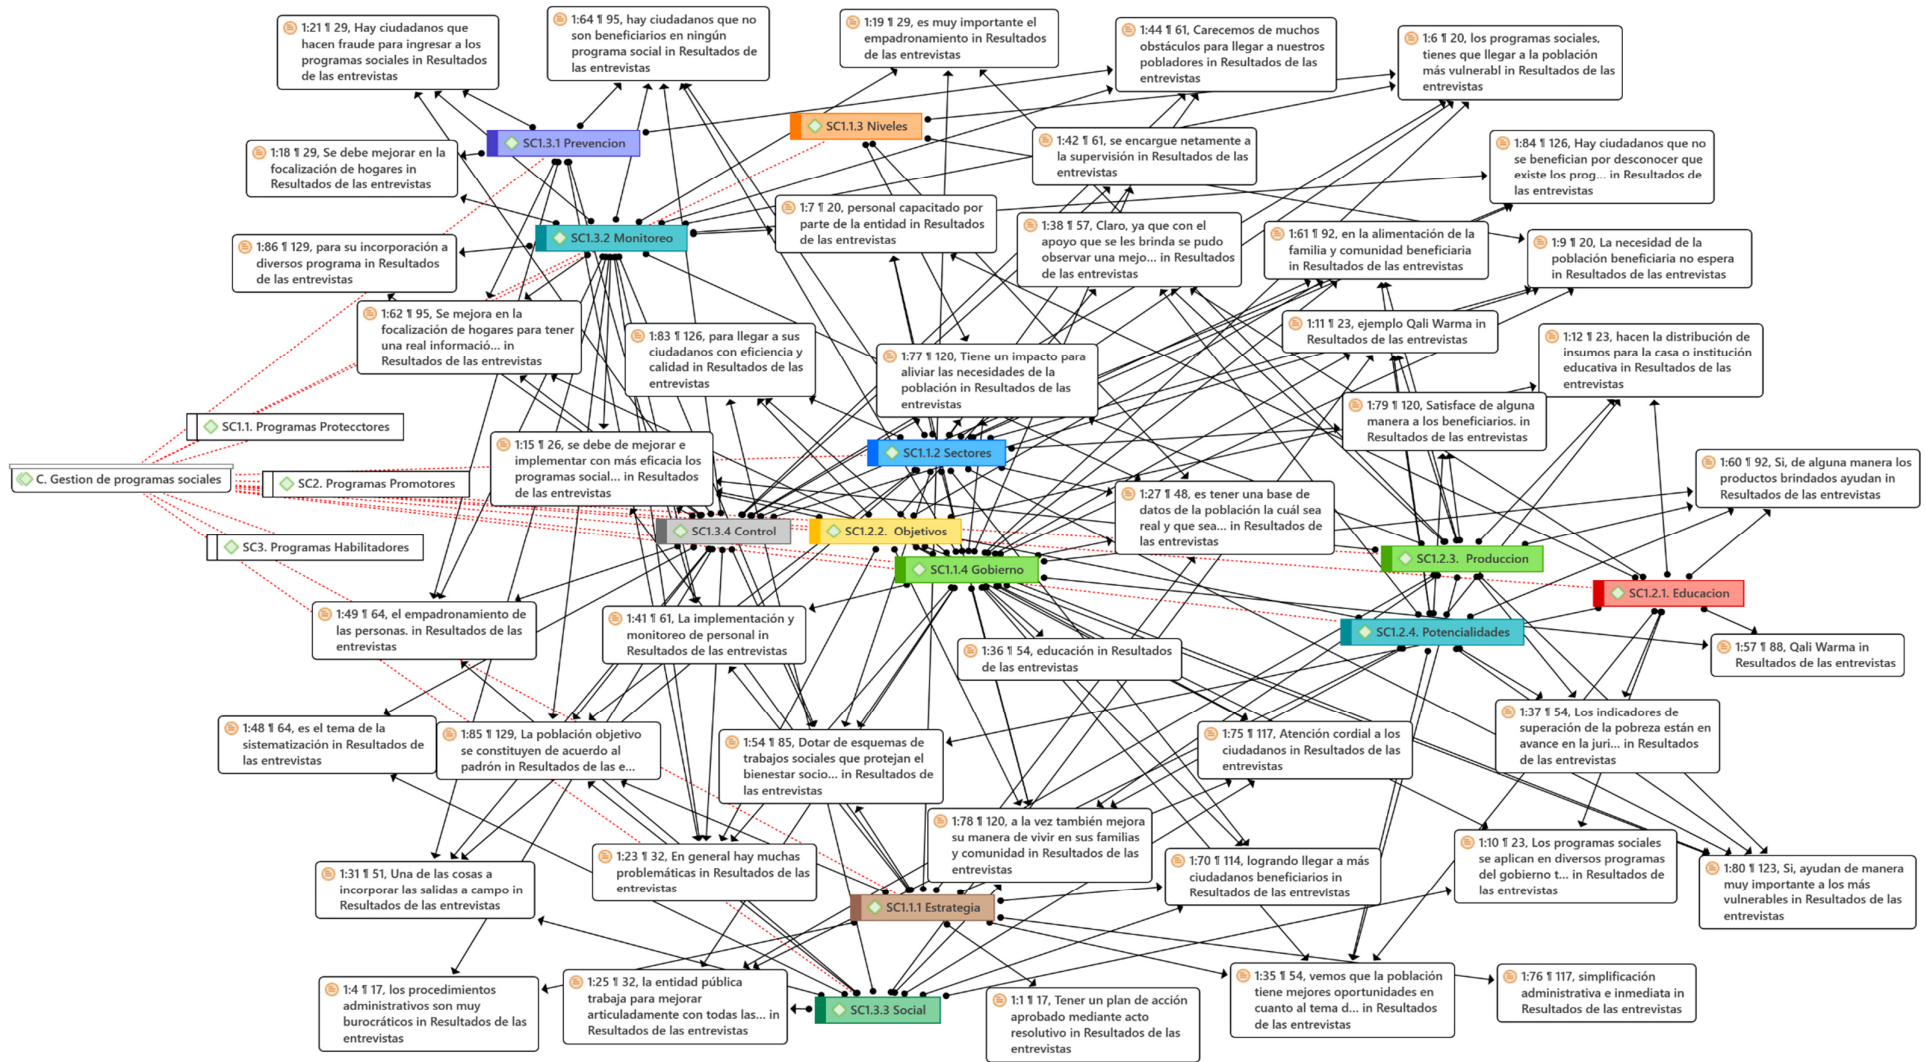 1:21 ¶ 29, Hay ciudadanos que
hacen fraude para ingresar a los
programas sociales in Resultados
de las entrevistas
1:64 ¶ 95, hay ciudadanos que no
son beneficiarios en ningún
programa social in Resultados de
las entrevistas
1:19 ¶ 29, es muy importante el
empadronamiento in Resultados
de las entrevistas
1:44 ¶ 61, Carecemos de muchos
obstáculos para llegar a nuestros
pobladores in Resultados de las
entrevistas
1:6 ¶ 20, los programas sociales,
tienes que llegar a la población
más vulnerabl in Resultados de las
entrevistas
SC1.3.1 Prevencion
SC1.1.3 Niveles
1:18 ¶ 29, Se debe mejorar en la
focalización de hogares in
Resultados de las entrevistas
1:42 ¶ 61, se encargue netamente a
la supervisión in Resultados de las
entrevistas
1:84 ¶ 126, Hay ciudadanos que no
se benefician por desconocer que
existe los prog... in Resultados de
las entrevistas
1:7 ¶ 20, personal capacitado por
parte de la entidad in Resultados
de las entrevistas
1:38 ¶ 57, Claro, ya que con el
apoyo que se les brinda se pudo
observar una mejo... in Resultados
de las entrevistas
1:61 ¶ 92, en la alimentación de la
familia y comunidad beneficiaria
in Resultados de las entrevistas
1:9 ¶ 20, La necesidad de la
población beneficiaria no espera
in Resultados de las entrevistas
SC1.3.2 Monitoreo
1:86 ¶ 129, para su incorporación a
diversos programa in Resultados
de las entrevistas
1:62 ¶ 95, Se mejora en la
focalización de hogares para tener
una real informació... in
Resultados de las entrevistas
1:83 ¶ 126, para llegar a sus
ciudadanos con eficiencia y
calidad in Resultados de las
entrevistas
1:77 ¶ 120, Tiene un impacto para
aliviar las necesidades de la
población in Resultados de las
entrevistas
1:11 ¶ 23, ejemplo Qali Warma in
Resultados de las entrevistas
1:12 ¶ 23, hacen la distribución de
insumos para la casa o institución
educativa in Resultados de las
entrevistas
1:79 ¶ 120, Satisface de alguna
manera a los beneficiarios. in
Resultados de las entrevistas
SC1.1. Programas Protecctores
1:15 ¶ 26, se debe de mejorar e
implementar con más eficacia los
programas social... in Resultados
de las entrevistas
SC1.1.2 Sectores
1:60 ¶ 92, Si, de alguna manera los
productos brindados ayudan in
Resultados de las entrevistas
C. Gestion de programas sociales
SC2. Programas Promotores
1:27 ¶ 48, es tener una base de
datos de la población la cuál sea
real y que sea... in Resultados de
las entrevistas
SC1.3.4 Control
SC1.2.2. Objetivos
SC3. Programas Habilitadores
SC1.1.4 Gobierno
SC1.2.3. Produccion
SC1.2.1. Educacion
1:49 ¶ 64, el empadronamiento de
las personas. in Resultados de las
entrevistas
1:41 ¶ 61, La implementación y
monitoreo de personal in
Resultados de las entrevistas
1:36 ¶ 54, educación in Resultados
de las entrevistas
SC1.2.4. Potencialidades
1:57 ¶ 88, Qali Warma in
Resultados de las entrevistas
1:48 ¶ 64, es el tema de la
sistematización in Resultados de
las entrevistas
1:85 ¶ 129, La población objetivo
se constituyen de acuerdo al
padrón in Resultados de las e...
1:54 ¶ 85, Dotar de esquemas de
trabajos sociales que protejan el
bienestar socio... in Resultados de
las entrevistas
1:75 ¶ 117, Atención cordial a los
ciudadanos in Resultados de las
entrevistas
1:37 ¶ 54, Los indicadores de
superación de la pobreza están en
avance en la juri... in Resultados
de las entrevistas
1:78 ¶ 120, a la vez también mejora
su manera de vivir en sus familias
y comunidad in Resultados de las
entrevistas
1:23 ¶ 32, En general hay muchas
problemáticas in Resultados de las
entrevistas
1:70 ¶ 114, logrando llegar a más
ciudadanos beneficiarios in
Resultados de las entrevistas
1:10 ¶ 23, Los programas sociales
se aplican en diversos programas
del gobierno t... in Resultados de
las entrevistas
1:80 ¶ 123, Si, ayudan de manera
muy importante a los más
vulnerables in Resultados de las
entrevistas
1:31 ¶ 51, Una de las cosas a
incorporar las salidas a campo in
Resultados de las entrevistas
SC1.1.1 Estrategia
1:4 ¶ 17, los procedimientos
administrativos son muy
burocráticos in Resultados de las
entrevistas
1:25 ¶ 32, la entidad pública
trabaja para mejorar
articuladamente con todas las... in
Resultados de las entrevistas
SC1.3.3 Social
1:1 ¶ 17, Tener un plan de acción
aprobado mediante acto
resolutivo in Resultados de las
entrevistas
1:35 ¶ 54, vemos que la población
tiene mejores oportunidades en
cuanto al tema d... in Resultados
de las entrevistas
1:76 ¶ 117, simplificación
administrativa e inmediata in
Resultados de las entrevistas